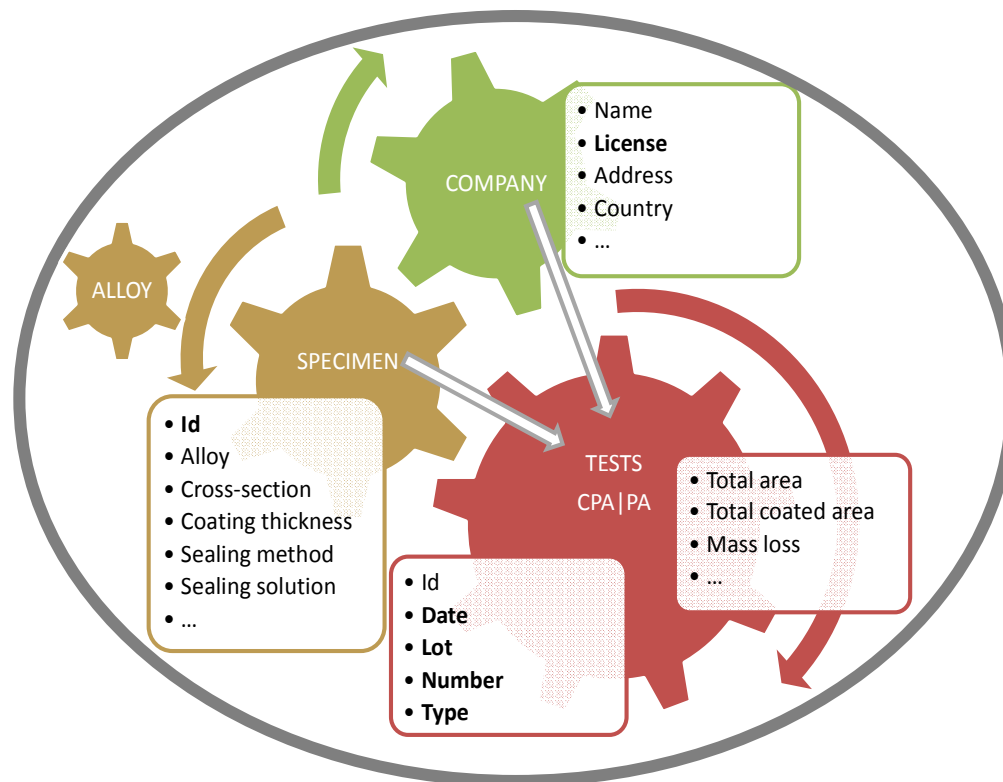 COMPANY
• Name
• License
• Address
• Country
• ...
ALLOY
SPECIMEN
• Id
• Alloy
• Cross-section
• Coating thickness
• Sealing method
• Sealing solution
• ...
TESTS
CPA|PA
• Total area
• Total coated area
• Mass loss
• ...
• Id
• Date
• Lot
• Number
• Type